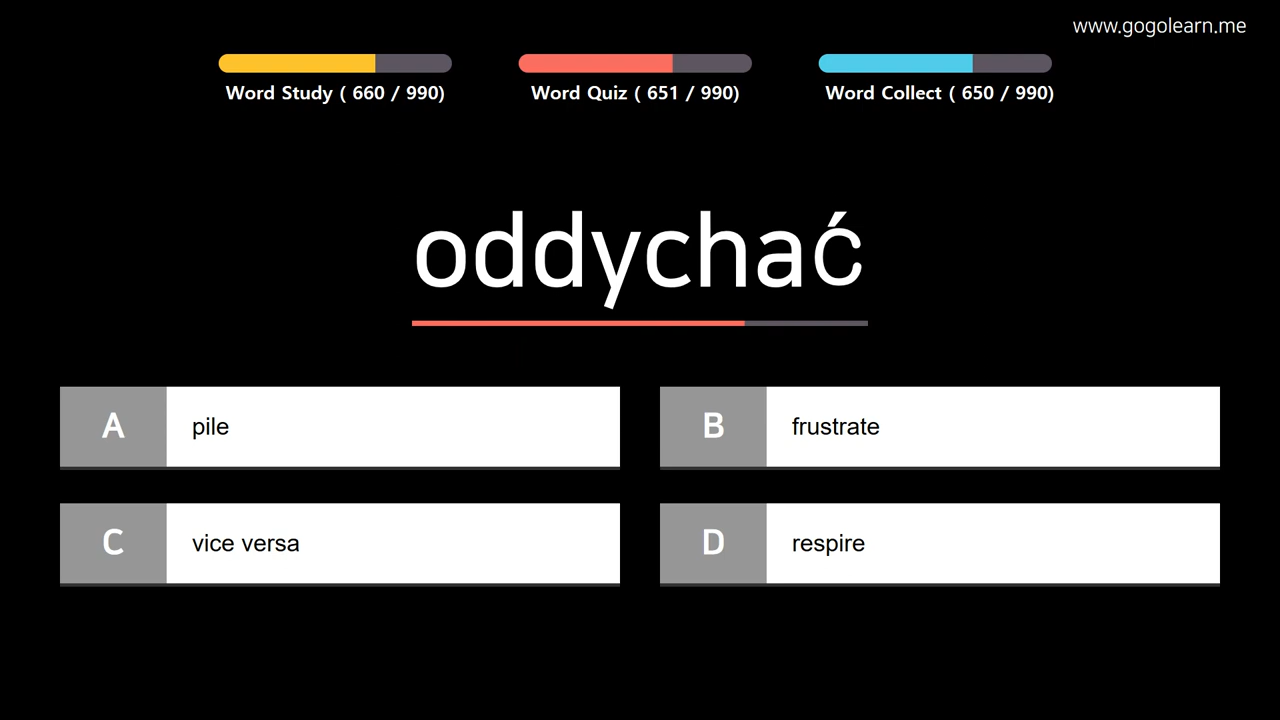 www.gogolearn.me
Word Study ( 660 / 990)
Word Quiz ( 651 / 990)
Word Collect ( 650 / 990)
oddychać
A pile
B frustrate
C vice versa
D respire